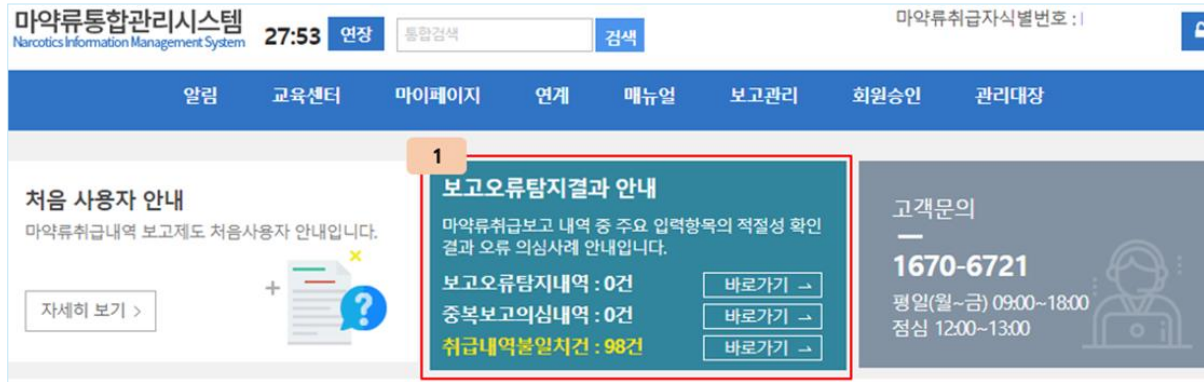 마약류통합관리시스템
Narcotics Information Management System
27:53 연장
통합검색 검색
마약류취급자식별번호 :
알림 교육센터 마이페이지 연계 매뉴얼 보고관리 회원승인 관리대장
처음 사용자 안내
마약류취급내역 보고제도 처음사용자 안내입니다.
자세히 보기 >
1
보고오류탐지결과 안내
마약류취급보고 내역 중 주요 입력항목의 적절성 확인
결과 오류 의심사례 안내입니다.
보고오류탐지내역 : 0건 바로가기 →
중복보고의심내역 : 0건 바로가기 →
취급내역불일치건 : 98건 바로가기 →
고객문의
1670-6721
평일(월~금) 09:00~18:00
점심 12:00~13:00